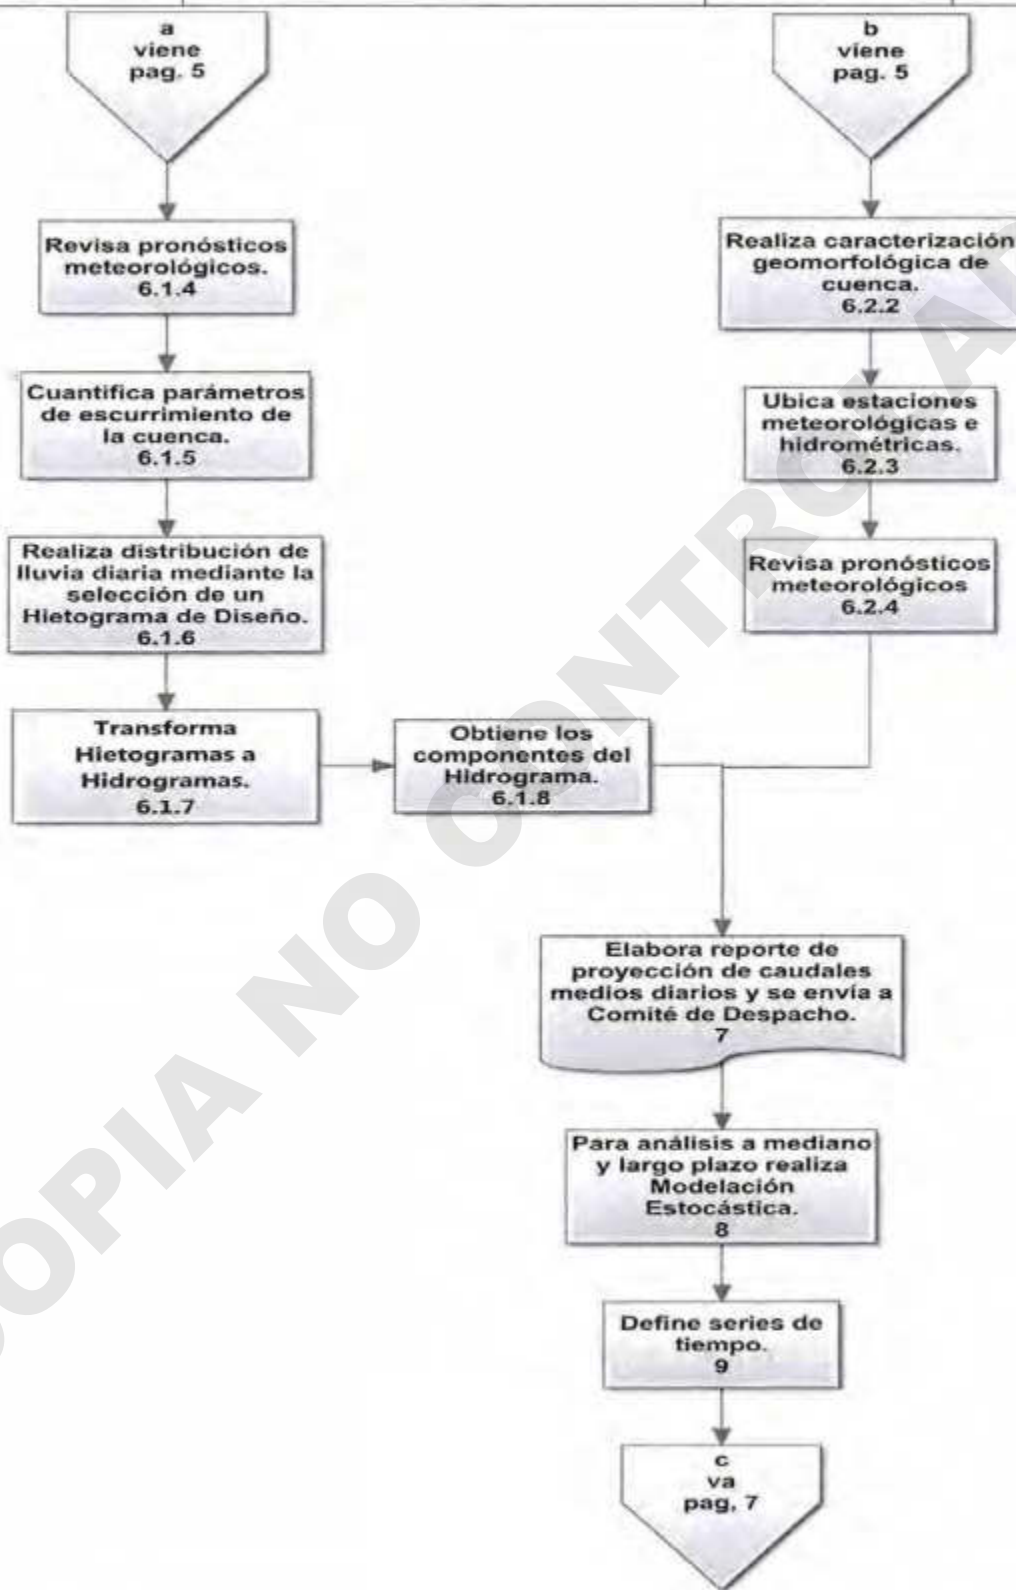 a
viene
pag. 5
b
viene
pag. 5
Revisa pronósticos
meteorológicos.
6.1.4
Realiza caracterización
geomorfológica de
cuenca.
6.2.2
Cuantifica parámetros
de escurrimiento de
la cuenca.
6.1.5
Ubica estaciones
meteorológicas e
hidrométricas.
6.2.3
Realiza distribución de
lluvia diaria mediante la
selección de un
Hietograma de Diseño.
6.1.6
Revisa pronósticos
meteorológicos
6.2.4
Transforma
Hietogramas a
Hidrogramas.
6.1.7
Obtiene los
componentes del
Hidrograma.
6.1.8
Elabora reporte de
proyección de caudales
medios diarios y se envía a
Comité de Despacho.
7
Para análisis a mediano
y largo plazo realiza
Modelación
Estocástica.
8
Define series de
tiempo.
9
c
va
pag. 7
COPIA NO CONTROLAD